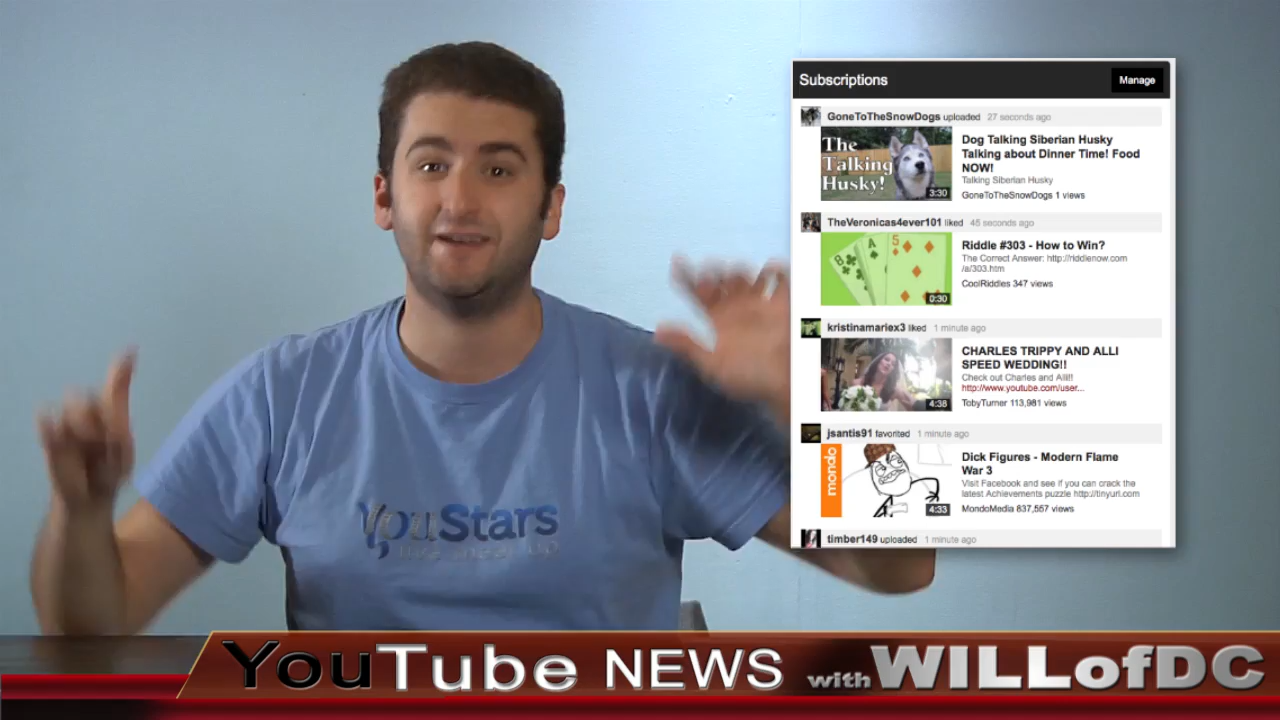 Subscriptions
Manage
GoneToTheSnowDogs uploaded 27 seconds ago
The
Talking
Husky!
3:30
Dog Talking Siberian Husky
Talking about Dinner Time! Food
NOW!
Talking Siberian Husky
GoneToTheSnowDogs 1 views
TheVeronicas4ever101 liked 46 seconds ago
8
A
5
0:30
Riddle #303 - How to Win?
The Correct Answer: http://riddlenow.com
/a/303.htm
CoolRiddles 347 views
kristinamariex3 liked 1 minute ago
4:38
CHARLES TRIPPY AND ALLI
SPEED WEDDING!!
Check out Charles and Alli!!
http://www.youtube.com/user...
TobyTurner 113,981 views
jsantis91 favorited 1 minute ago
mondo
4:33
Dick Figures - Modern Flame
War 3
Visit Facebook and see if you can crack the
latest Achievements puzzle http://tinyurl.com
MondoMedia 837,557 views
timber149 uploaded 1 minute ago
YouStars
live meet up
YouTube NEWS with WILLofDC